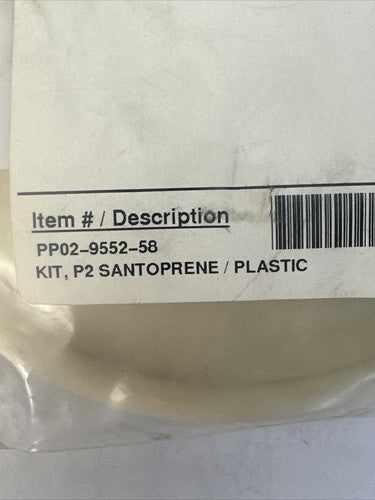 Item # / Description
PP02-9552-58
KIT, P2 SANTOPRENE / PLASTIC